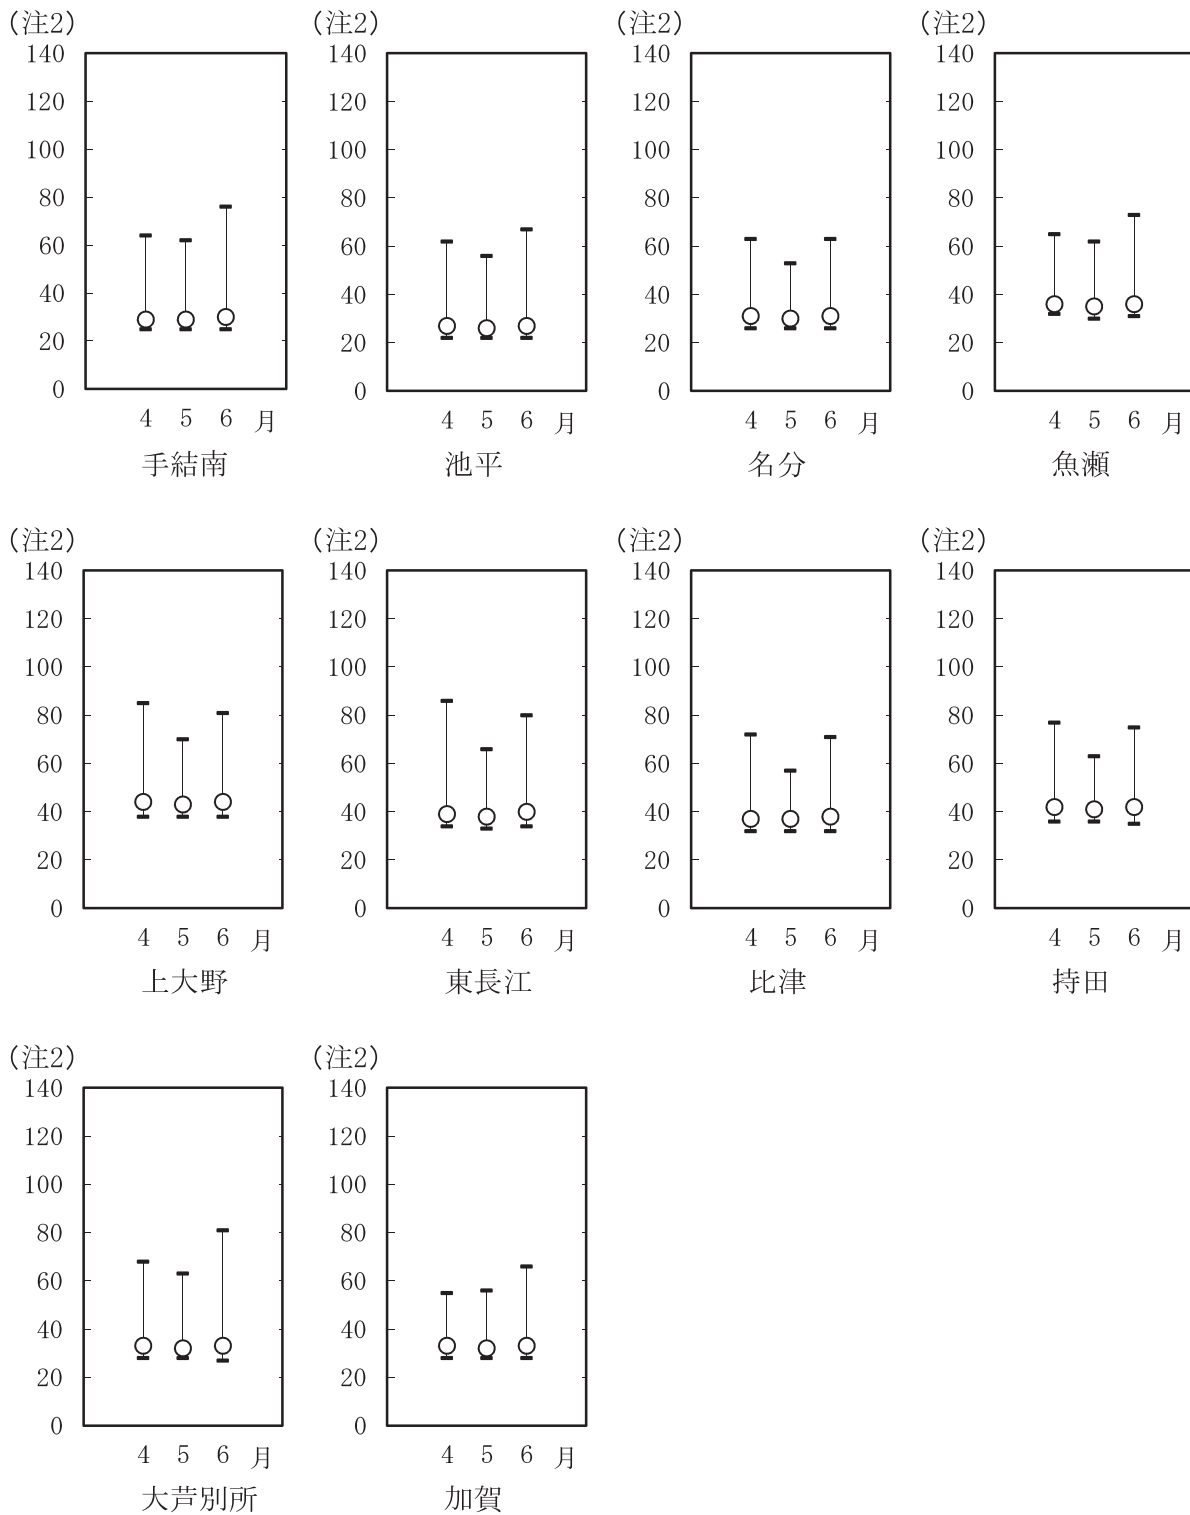 (注2) (注2) (注2) (注2)
140 140 140 140
120 120 120 120
100 100 100 100
80 80 80 80
60 60 60 60
40 40 40 40
20 20 20 20
0 0 0 0
4 5 6 月 4 5 6 月 4 5 6 月 4 5 6 月
手結南 池平 名分 魚瀬
(注2) (注2) (注2) (注2)
140 140 140 140
120 120 120 120
100 100 100 100
80 80 80 80
60 60 60 60
40 40 40 40
20 20 20 20
0 0 0 0
4 5 6 月 4 5 6 月 4 5 6 月 4 5 6 月
上大野 東長江 比津 持田
(注2) (注2)
140 140
120 120
100 100
80 80
60 60
40 40
20 20
0 0
4 5 6 月 4 5 6 月
大芦別所 加賀